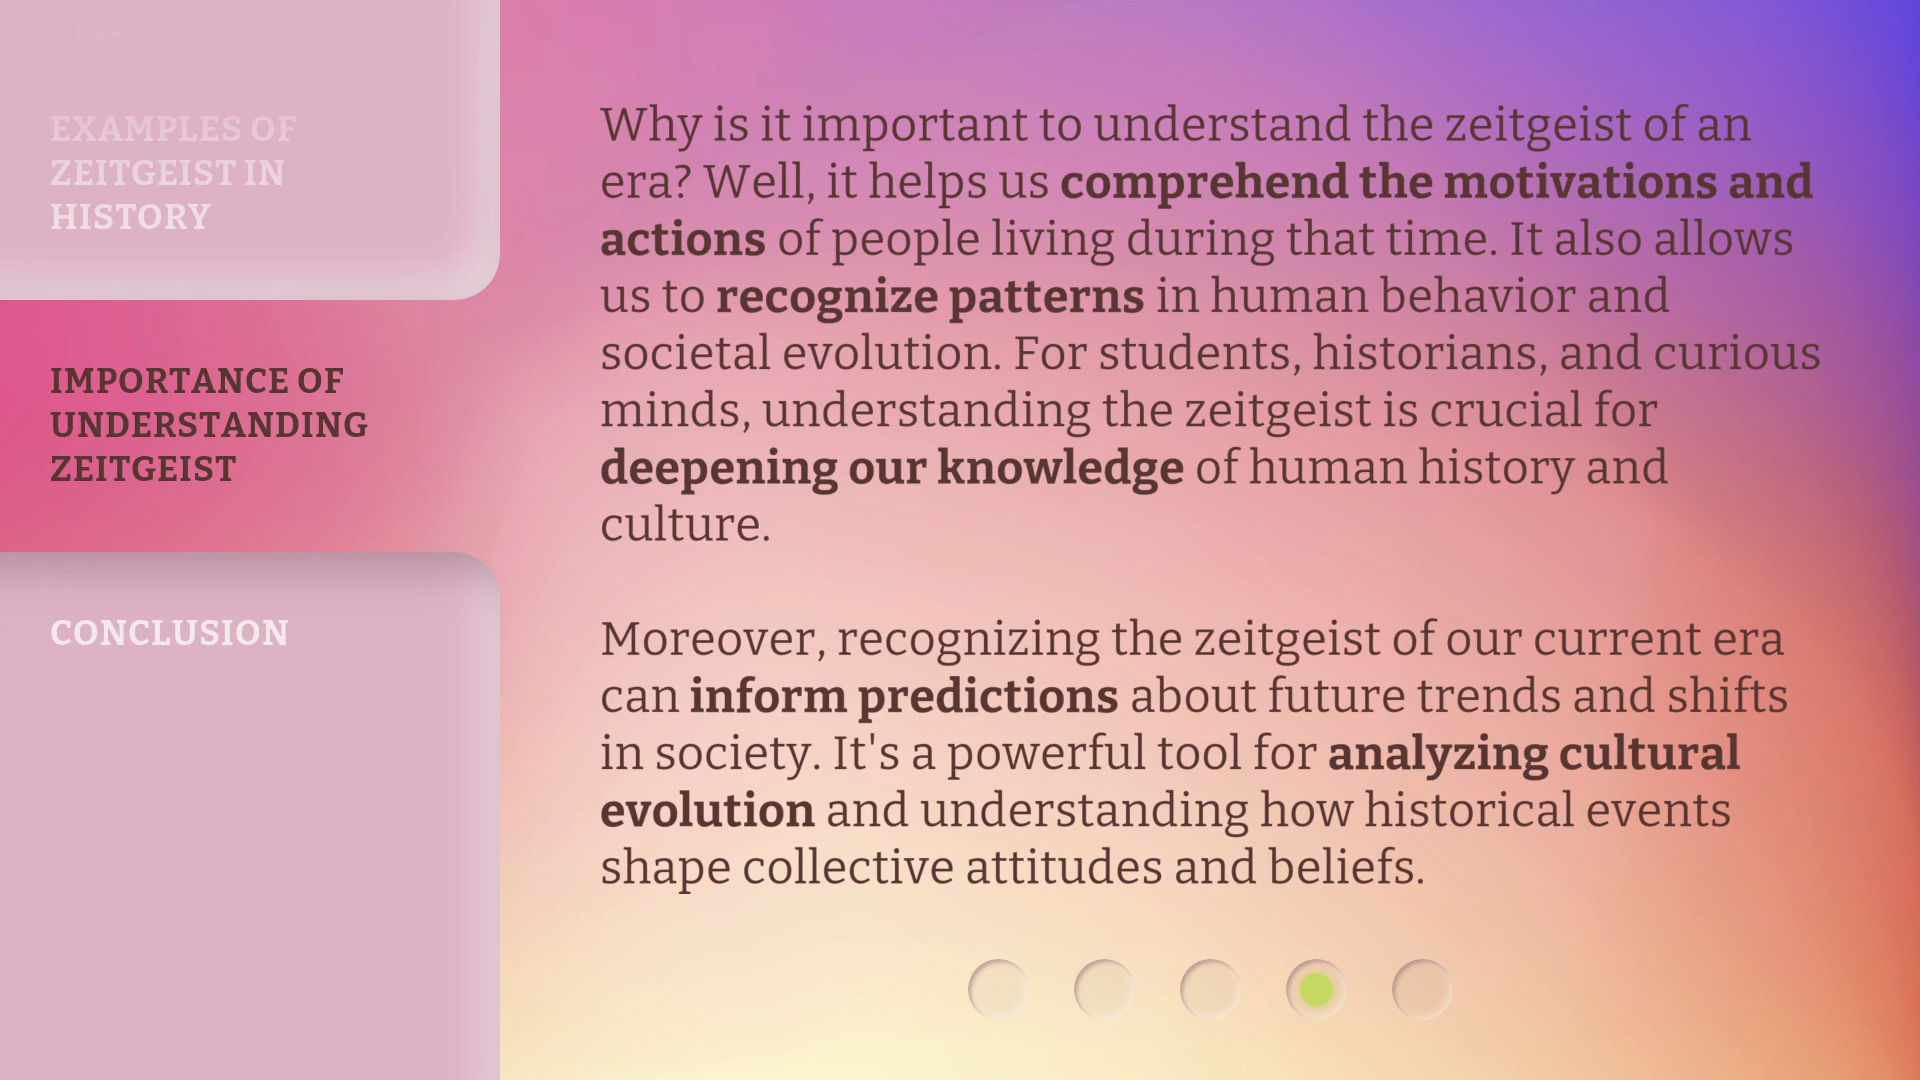 EXAMPLES OF
ZEITGEIST IN
HISTORY
IMPORTANCE OF
UNDERSTANDING
ZEITGEIST
CONCLUSION
Why is it important to understand the zeitgeist of an
era? Well, it helps us comprehend the motivations and
actions of people living during that time. It also allows
us to recognize patterns in human behavior and
societal evolution. For students, historians, and curious
minds, understanding the zeitgeist is crucial for
deepening our knowledge of human history and
culture.
Moreover, recognizing the zeitgeist of our current era
can inform predictions about future trends and shifts
in society. It's a powerful tool for analyzing cultural
evolution and understanding how historical events
shape collective attitudes and beliefs.